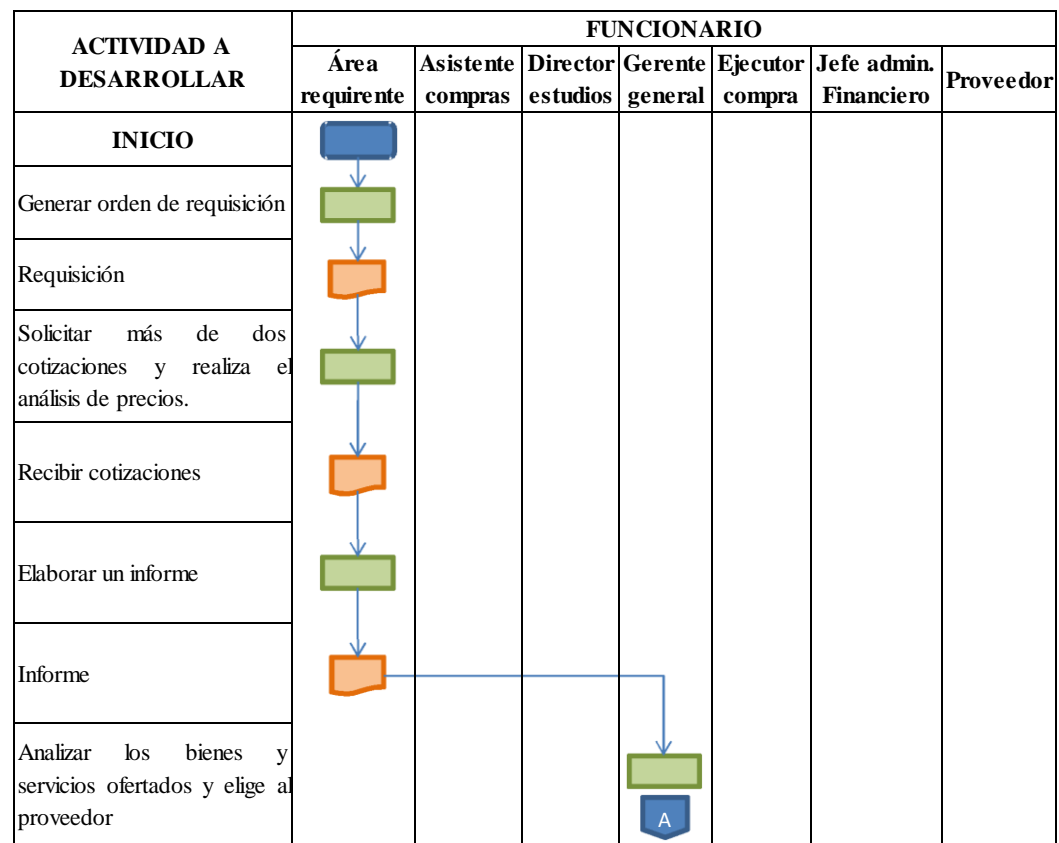 ACTIVIDAD A
DESARROLLAR
FUNCIONARIO
Área
requirente
Asistente
compras
Director
estudios
Gerente
general
Ejecutor
compra
Jefe admin.
Financiero
Proveedor
INICIO
Generar orden de requisición
Requisición
Solicitar más de dos
cotizaciones y realiza el
análisis de precios.
Recibir cotizaciones
Elaborar un informe
Informe
Analizar los bienes y
servicios ofertados y elige al
proveedor
A